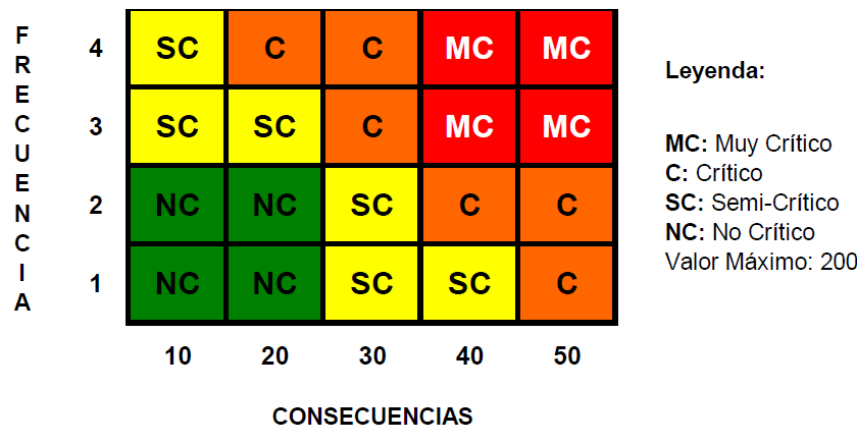 FRECUENCIA
4 SC C C MC MC
3 SC SC C MC MC
2 NC NC SC C C
1 NC NC SC SC C
10 20 30 40 50
CONSECUENCIAS
Leyenda:
MC: Muy Crítico
C: Crítico
SC: Semi-Crítico
NC: No Crítico
Valor Máximo: 200